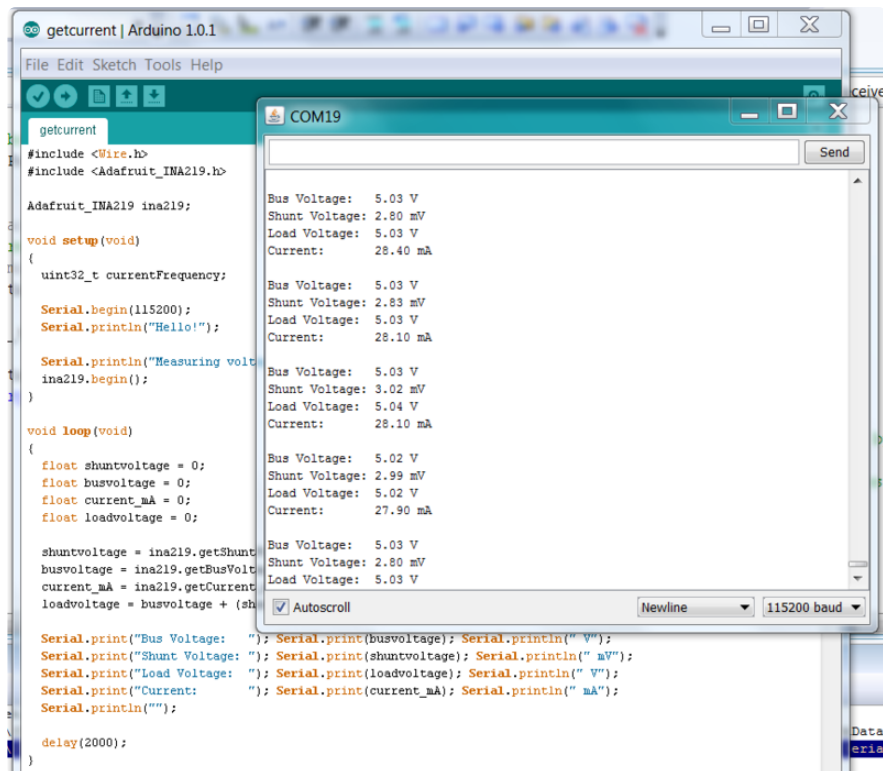 getcurrent | Arduino 1.0.1
File Edit Sketch Tools Help
getcurrent
#include <Wire.h>
#include <Adafruit_INA219.h>
Adafruit_INA219 ina219;
void setup(void)
{
uint32_t currentFrequency;
Serial.begin(115200);
Serial.println("Hello!");
Serial.println("Measuring volt
ina219.begin();
}
void loop(void)
{
float shuntvoltage = 0;
float busvoltage = 0;
float current_mA = 0;
float loadvoltage = 0;
shuntvoltage = ina219.getShunt
busvoltage = ina219.getBusVolt
current_mA = ina219.getCurrent
loadvoltage = busvoltage + (sh
Serial.print("Bus Voltage:   "); Serial.print(busvoltage); Serial.println(" V");
Serial.print("Shunt Voltage: "); Serial.print(shuntvoltage); Serial.println(" mV");
Serial.print("Load Voltage:  "); Serial.print(loadvoltage); Serial.println(" V");
Serial.print("Current:       "); Serial.print(current_mA); Serial.println(" mA");
Serial.println("");
delay(2000);
}
COM19
Send
Bus Voltage:   5.03 V
Shunt Voltage: 2.80 mV
Load Voltage:  5.03 V
Current:       28.40 mA
Bus Voltage:   5.03 V
Shunt Voltage: 2.83 mV
Load Voltage:  5.03 V
Current:       28.10 mA
Bus Voltage:   5.03 V
Shunt Voltage: 3.02 mV
Load Voltage:  5.04 V
Current:       28.10 mA
Bus Voltage:   5.02 V
Shunt Voltage: 2.99 mV
Load Voltage:  5.02 V
Current:       27.90 mA
Bus Voltage:   5.03 V
Shunt Voltage: 2.80 mV
Load Voltage:  5.03 V
Autoscroll
Newline
115200 baud
ceive
Data
eria